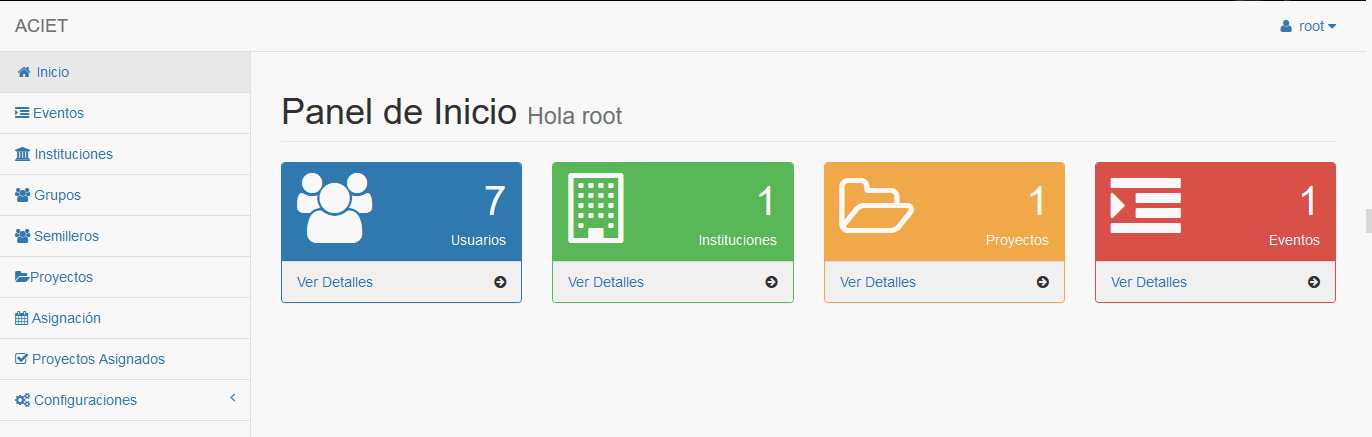 ACIET
root
Inicio
Eventos
Instituciones
Grupos
Semilleros
Proyectos
Asignación
Proyectos Asignados
Configuraciones
Panel de Inicio Hola root
7
Usuarios
Ver Detalles
1
Instituciones
Ver Detalles
1
Proyectos
Ver Detalles
1
Eventos
Ver Detalles